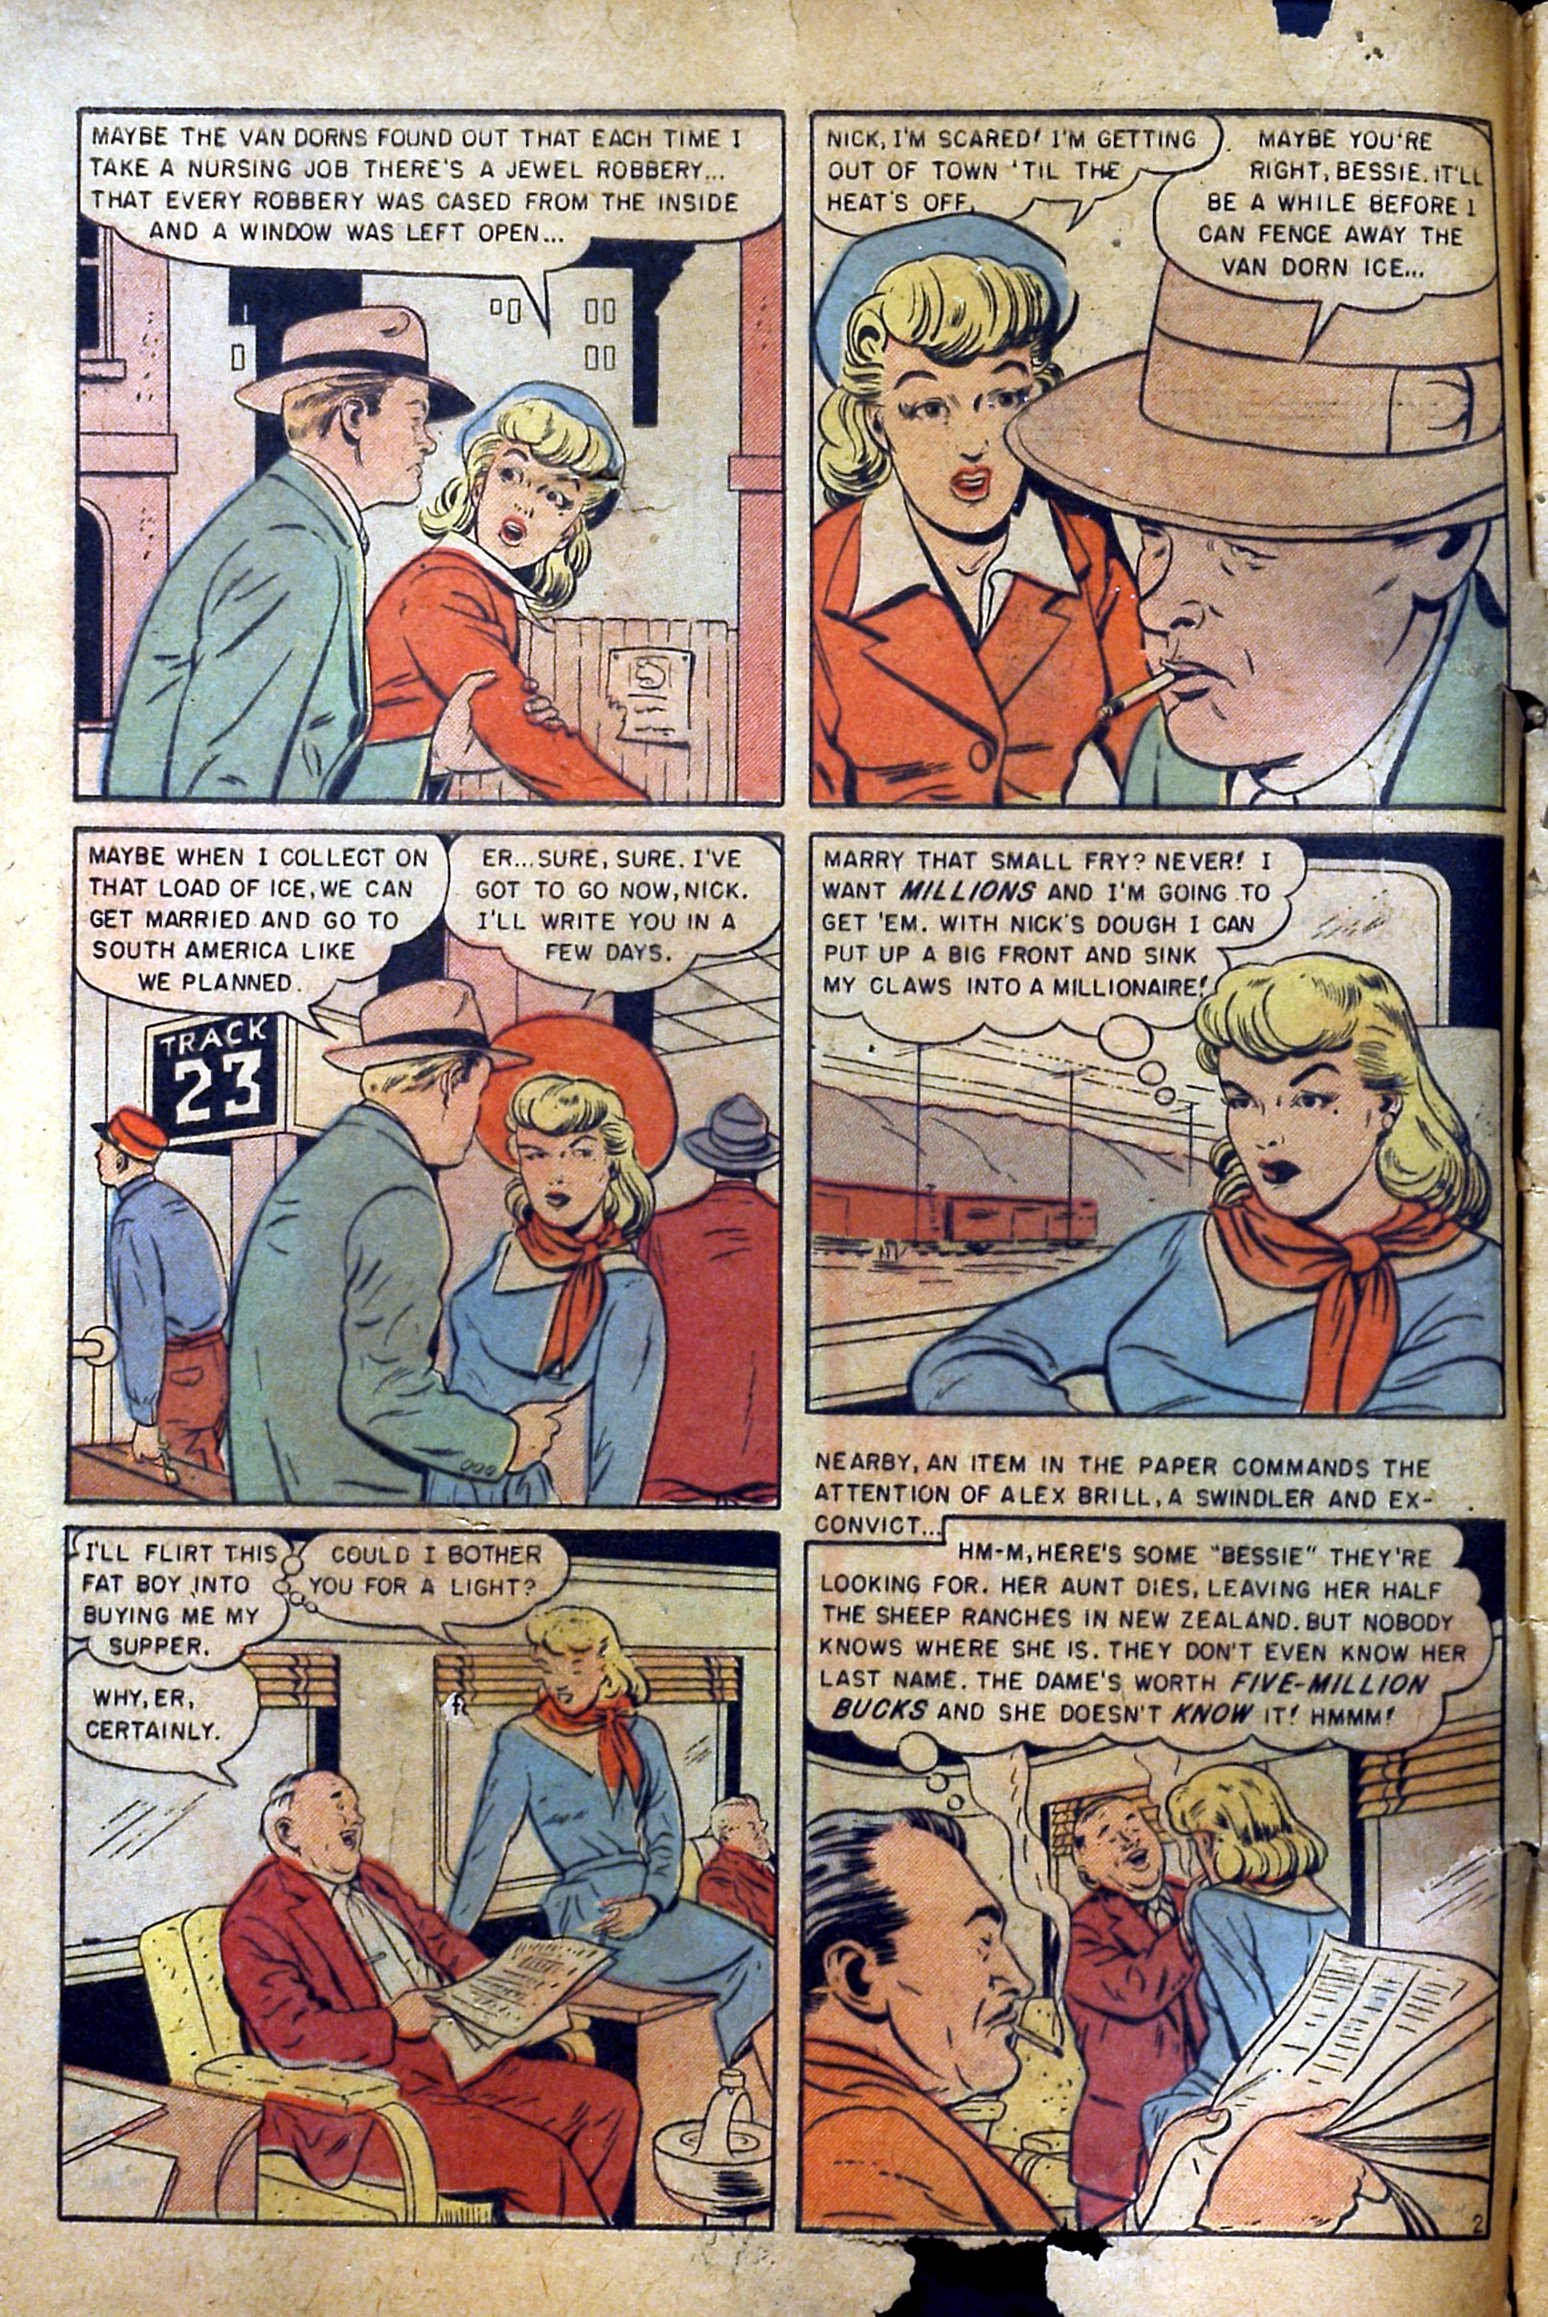 MAYBE THE VAN DORNS FOUND OUT THAT EACH TIME I
TAKE A NURSING JOB THERE'S A JEWEL ROBBERY...
THAT EVERY ROBBERY WAS CASED FROM THE INSIDE
AND A WINDOW WAS LEFT OPEN...
NICK, I'M SCARED! I'M GETTING
OUT OF TOWN 'TIL THE
HEAT'S OFF.
MAYBE YOU'RE
RIGHT, BESSIE. IT'LL
BE A WHILE BEFORE I
CAN FENCE AWAY THE
VAN DORN ICE...
MAYBE WHEN I COLLECT ON
THAT LOAD OF ICE, WE CAN
GET MARRIED AND GO TO
SOUTH AMERICA LIKE
WE PLANNED.
ER... SURE, SURE. I'VE
GOT TO GO NOW, NICK.
I'LL WRITE YOU IN A
FEW DAYS.
TRACK
23
MARRY THAT SMALL FRY? NEVER! I
WANT MILLIONS AND I'M GOING TO
GET 'EM. WITH NICK'S DOUGH I CAN
PUT UP A BIG FRONT AND SINK
MY CLAWS INTO A MILLIONAIRE!
I'LL FLIRT THIS
FAT BOY INTO
BUYING ME MY
SUPPER.
COULD I BOTHER
YOU FOR A LIGHT?
WHY, ER,
CERTAINLY.
NEARBY, AN ITEM IN THE PAPER COMMANDS THE
ATTENTION OF ALEX BRILL, A SWINDLER AND EX-
CONVICT...
HM-M, HERE'S SOME "BESSIE" THEY'RE
LOOKING FOR. HER AUNT DIES, LEAVING HER HALF
THE SHEEP RANCHES IN NEW ZEALAND. BUT NOBODY
KNOWS WHERE SHE IS. THEY DON'T EVEN KNOW HER
LAST NAME. THE DAME'S WORTH FIVE-MILLION
BUCKS AND SHE DOESN'T KNOW IT! HMMM!
2